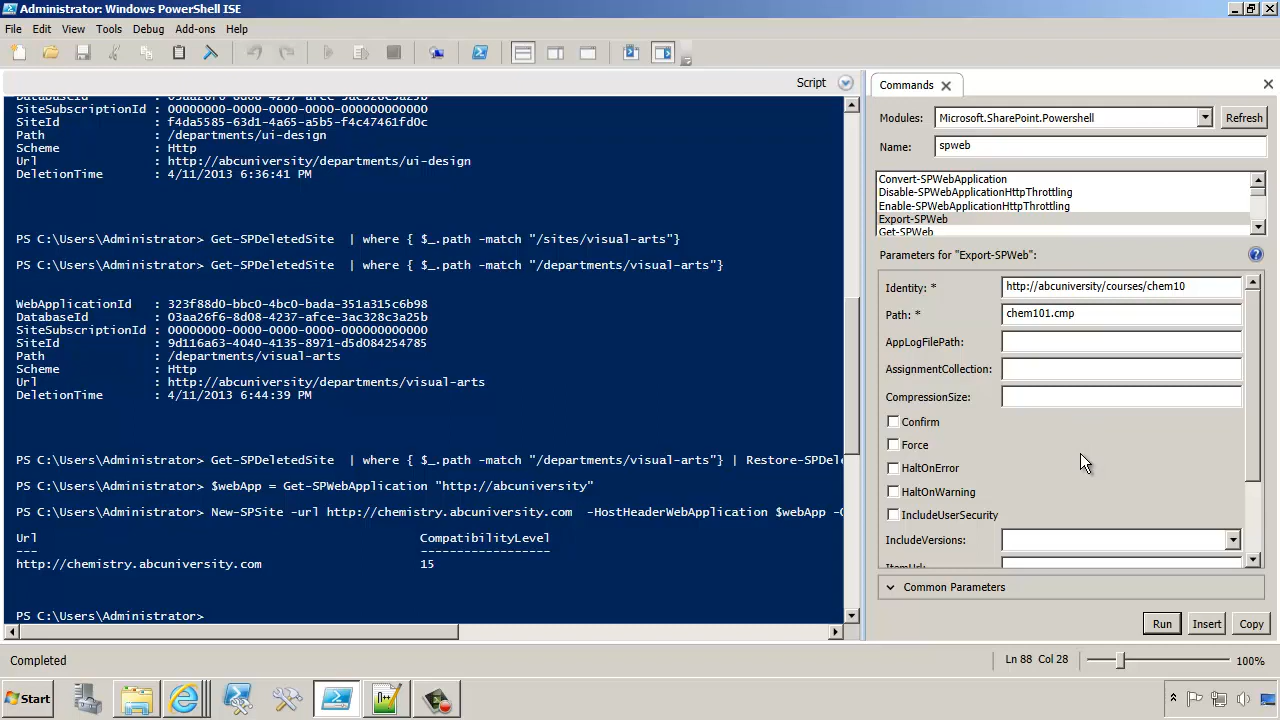 Administrator: Windows PowerShell ISE
File Edit View Tools Debug Add-ons Help
Script
SiteSubscriptionId : 00000000-0000-0000-0000-000000000000
SiteId : f4da5585-63d1-4a65-a5b5-f4c47461fd0c
Path : /departments/ui-design
Scheme : Http
Url : http://abcuniversity/departments/ui-design
DeletionTime : 4/11/2013 6:36:41 PM
PS C:\Users\Administrator> Get-SPDeletedSite | where { $_.path -match "/sites/visual-arts"}
PS C:\Users\Administrator> Get-SPDeletedSite | where { $_.path -match "/departments/visual-arts"}
WebApplicationId : 323f88d0-bbc0-4bc0-bada-351a315c6b98
DatabaseId : 03aa26f6-8d08-4237-afce-3ac328c3a25b
SiteSubscriptionId : 00000000-0000-0000-0000-000000000000
SiteId : 9d116a63-4040-4135-8971-d5d084254785
Path : /departments/visual-arts
Scheme : Http
Url : http://abcuniversity/departments/visual-arts
DeletionTime : 4/11/2013 6:44:39 PM
PS C:\Users\Administrator> Get-SPDeletedSite | where { $_.path -match "/departments/visual-arts"} | Restore-SPDel
PS C:\Users\Administrator> $webApp = Get-SPWebApplication "http://abcuniversity"
PS C:\Users\Administrator> New-SPSite -url http://chemistry.abcuniversity.com -HostHeaderWebApplication $webApp
Url CompatibilityLevel
--- ------------------
http://chemistry.abcuniversity.com 15
PS C:\Users\Administrator>
Commands
Modules: Microsoft.SharePoint.Powershell Refresh
Name: spweb
Convert-SPWebApplication
Disable-SPWebApplicationHttpThrottling
Enable-SPWebApplicationHttpThrottling
Export-SPWeb
Get-SPWeb
Parameters for "Export-SPWeb":
Identity: * http://abcuniversity/courses/chem10
Path: * chem101.cmp
AppLogFilePath:
AssignmentCollection:
CompressionSize:
Confirm
Force
HaltOnError
HaltOnWarning
IncludeUserSecurity
IncludeVersions:
ItemUrl:
Common Parameters
Run Insert Copy
Completed Ln 88 Col 28 100%
Start